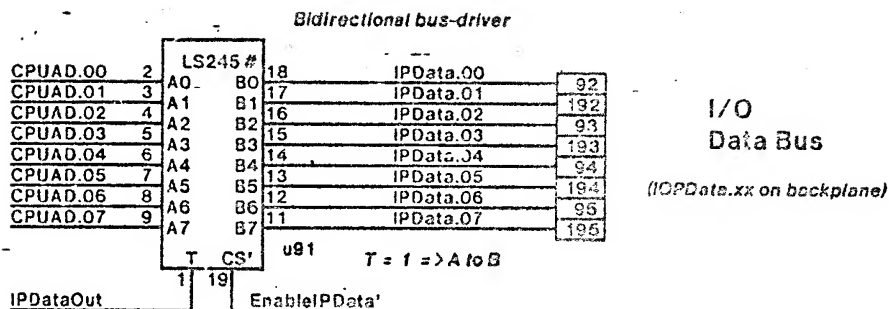 Bidirectional bus-driver
LS245 #
CPUAD.00 2 A0 B0 18 IPData.00 92
CPUAD.01 3 A1 B1 17 IPData.01 192
CPUAD.02 4 A2 B2 16 IPData.02 93
CPUAD.03 5 A3 B3 15 IPData.03 193
CPUAD.04 6 A4 B4 14 IPData.04 94
CPUAD.05 7 A5 B5 13 IPData.05 194
CPUAD.06 8 A6 B6 12 IPData.06 95
CPUAD.07 9 A7 B7 11 IPData.07 195
I/O
Data Bus
(IOPData.xx on backplane)
T CS' u91 T = 1 => A to B
1 19
IPDataOut EnableIPData'